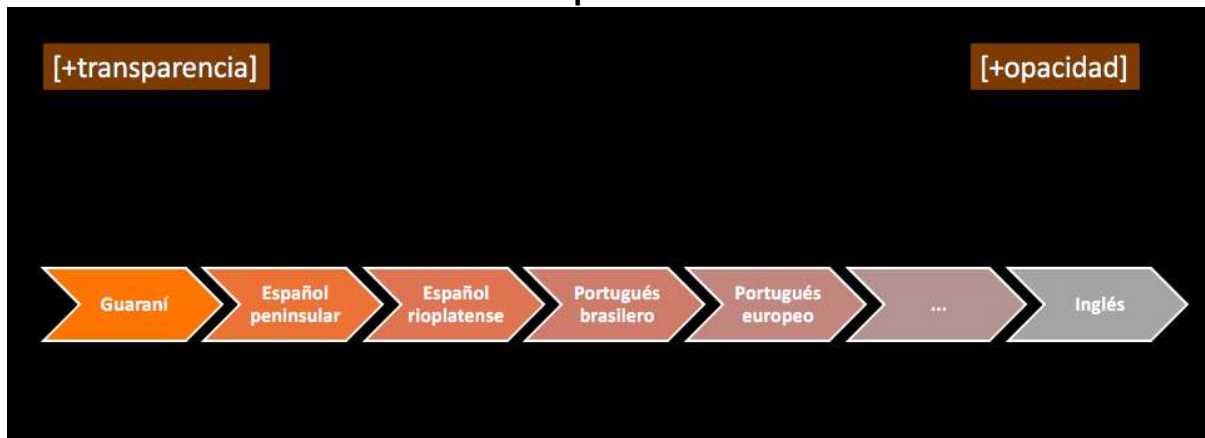 [+transparencia]
[+opacidad]
Guaraní
Español
peninsular
Español
rioplatense
Portugués
brasilero
Portugués
europeo
...
Inglés